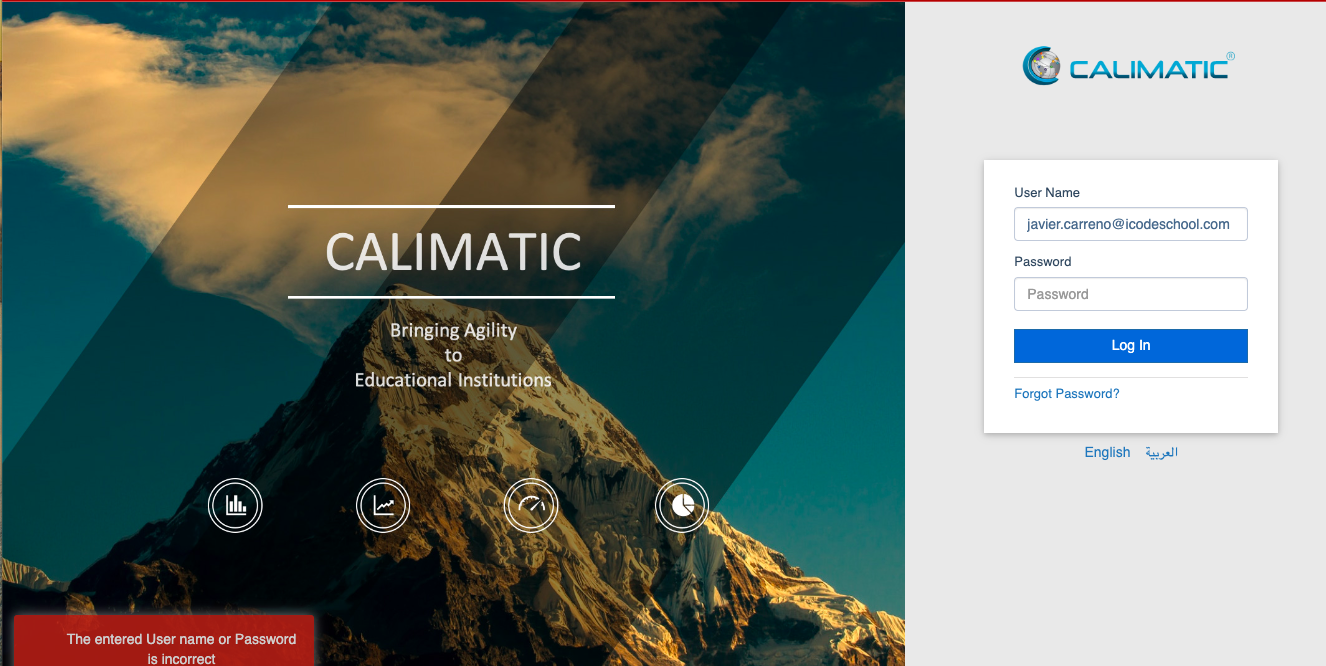 CALIMATIC
Bringing Agility
to
Educational Institutions
The entered User name or Password
is incorrect
CALIMATIC®
User Name
javier.carreno@icodeschool.com
Password
Password
Log In
Forgot Password?
English العربية